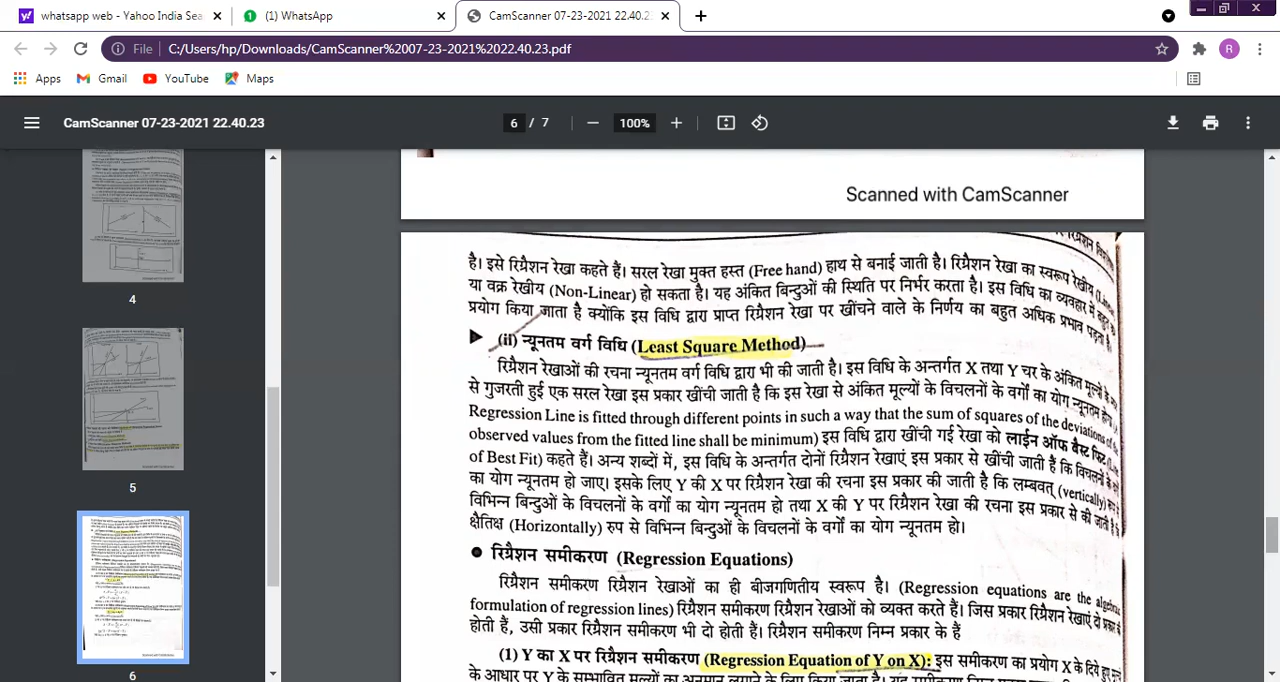 whatsapp web - Yahoo India Sea
(1) WhatsApp
CamScanner 07-23-2021 22.40.2
File C:/Users/hp/Downloads/CamScanner%2007-23-2021%2022.40.23.pdf
R
Apps Gmail YouTube Maps
CamScanner 07-23-2021 22.40.23
6 / 7
100%
4
5
6
Scanned with CamScanner
है। इसे रिग्रैशन रेखा कहते हैं। सरल रेखा मुक्त हस्त (Free hand) हाथ से बनाई जाती है। रिग्रैशन रेखा का स्वरूप रेखीय
या वक्र रेखीय (Non-Linear) हो सकता है। यह अंकित बिन्दुओं की स्थिति पर निर्भर करता है। इस विधि का व्यवहार में
प्रयोग किया जाता है क्योंकि इस विधि द्वारा प्राप्त रिग्रैशन रेखा पर खींचने वाले के निर्णय का बहुत अधिक प्रभाव पड़ता है।
(ii) न्यूनतम वर्ग विधि (Least Square Method)
रिग्रैशन रेखाओं की रचना न्यूनतम वर्ग विधि द्वारा भी की जाती है। इस विधि के अन्तर्गत X तथा Y चर के अंकित मूल्यों के
से गुजरती हुई एक सरल रेखा इस प्रकार खींची जाती है कि इस रेखा से अंकित मूल्यों के विचलनों के वर्गों का योग न्यूनतम
Regression Line is fitted through different points in such a way that the sum of squares of the deviations of
observed values from the fitted line shall be minimum) इस विधि द्वारा खींची गई रेखा को लाईन ऑफ बैस्ट फिट
of Best Fit) कहते हैं। अन्य शब्दों में, इस विधि के अन्तर्गत दोनों रिग्रैशन रेखाएं इस प्रकार से खींची जाती हैं कि विचलनों के
का योग न्यूनतम हो जाए। इसके लिए Y की X पर रिग्रैशन रेखा की रचना इस प्रकार की जाती है कि लम्बवत् (vertically)
विभिन्न बिन्दुओं के विचलनों के वर्गों का योग न्यूनतम हो तथा X की X पर रिग्रैशन रेखा की रचना इस प्रकार से की जाती है
क्षैतिक्ष (Horizontally) रूप से विभिन्न बिदुओं के विचलनों के वर्गों का योग न्यूनतम हो।
रिग्रैशन समीकरण (Regression Equations)
रिग्रैशन समीकरण रिग्रैशन रेखाओं का ही बीजगणितीय स्वरूप है। (Regression equations are the
formulation of regression lines) रिग्रैशन समीकरण रिग्रैशन रेखाओं को व्यक्त करते हैं। जिस प्रकार रिग्रैशन रेखाएं दो प्रकार
होती हैं, उसी प्रकार रिग्रैशन समीकरण भी दो होती हैं। रिग्रैशन समीकरण निम्न प्रकार के हैं
(1) Y का X पर रिग्रैशन समीकरण (Regression Equation of Y on X): इस समीकरण का प्रयोग X के दिये हुए
के आधार पर Y के सम्भावित मूल्यों का अनुमान लगाने के लिए किया जाता है।